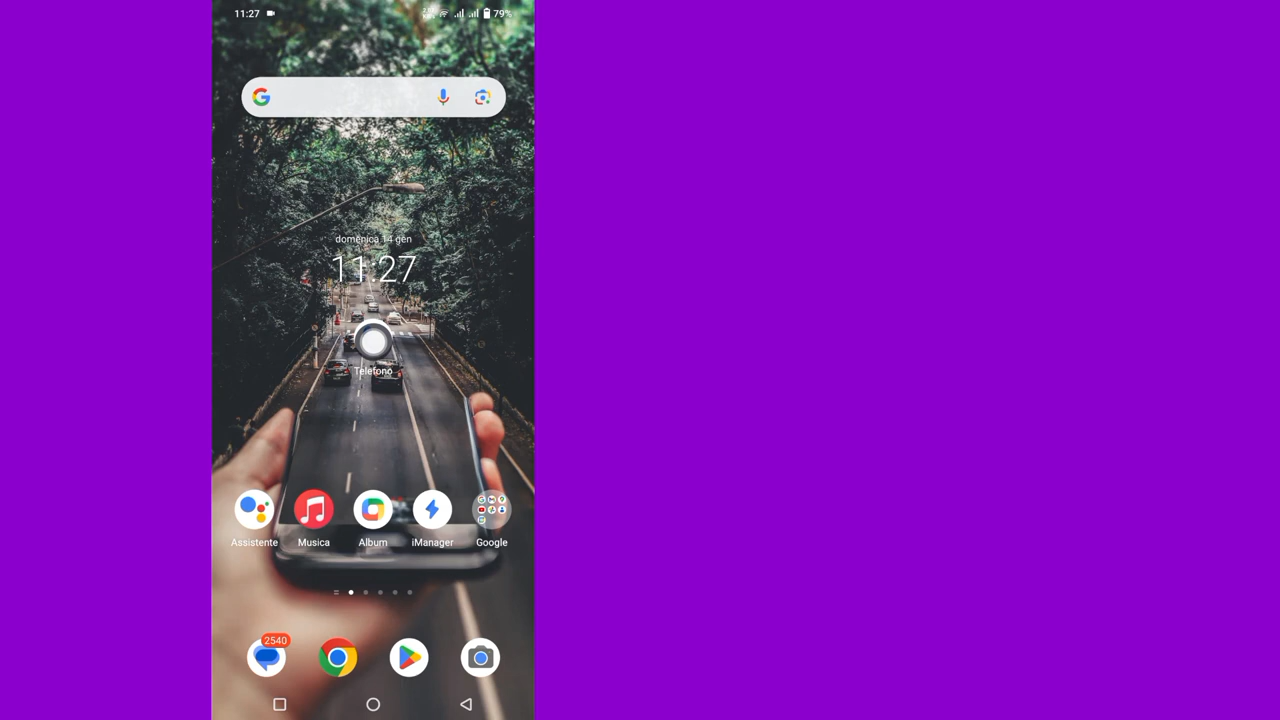 11:27
79%
domenica 14 gen
11:27
Telefono
Assistente
Musica
Album
iManager
Google
2540